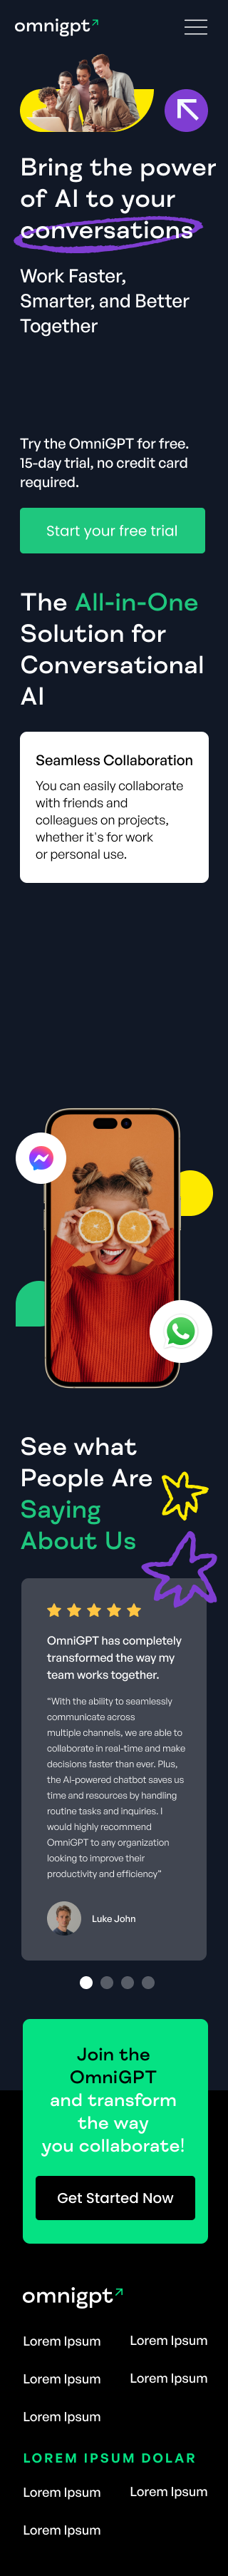 omnigpt
Bring the power
of AI to your
conversations
Work Faster,
Smarter, and Better
Together
Try the OmniGPT for free.
15-day trial, no credit card
required.
Start your free trial
The All-in-One
Solution for
Conversational
AI
Seamless Collaboration
You can easily collaborate
with friends and
colleagues on projects,
whether it's for work
or personal use.
See what
People Are
Saying
About Us
OmniGPT has completely
transformed the way my
team works together.
"With the ability to seamlessly
communicate across
multiple channels, we are able to
collaborate in real-time and make
decisions faster than ever. Plus,
the AI-powered chatbot saves us
time and resources by handling
routine tasks and inquiries. I
would highly recommend
OmniGPT to any organization
looking to improve their
productivity and efficiency"
Luke John
Join the
OmniGPT
and transform
the way
you collaborate!
Get Started Now
omnigpt
Lorem Ipsum
Lorem Ipsum
Lorem Ipsum
Lorem Ipsum
Lorem Ipsum
LOREM IPSUM DOLAR
Lorem Ipsum
Lorem Ipsum
Lorem Ipsum